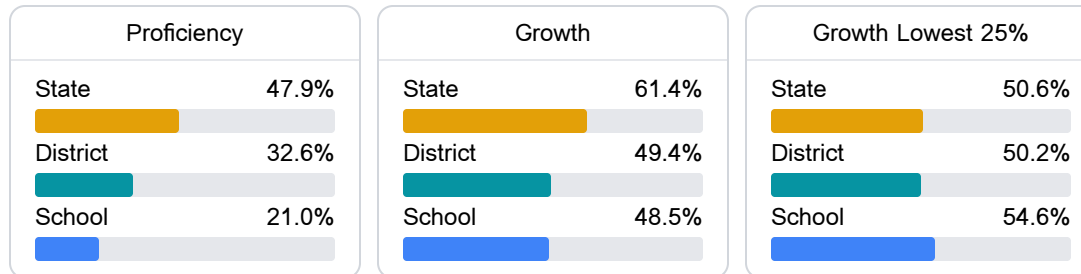 Proficiency
State 47.9%
District 32.6%
School 21.0%
Growth
State 61.4%
District 49.4%
School 48.5%
Growth Lowest 25%
State 50.6%
District 50.2%
School 54.6%